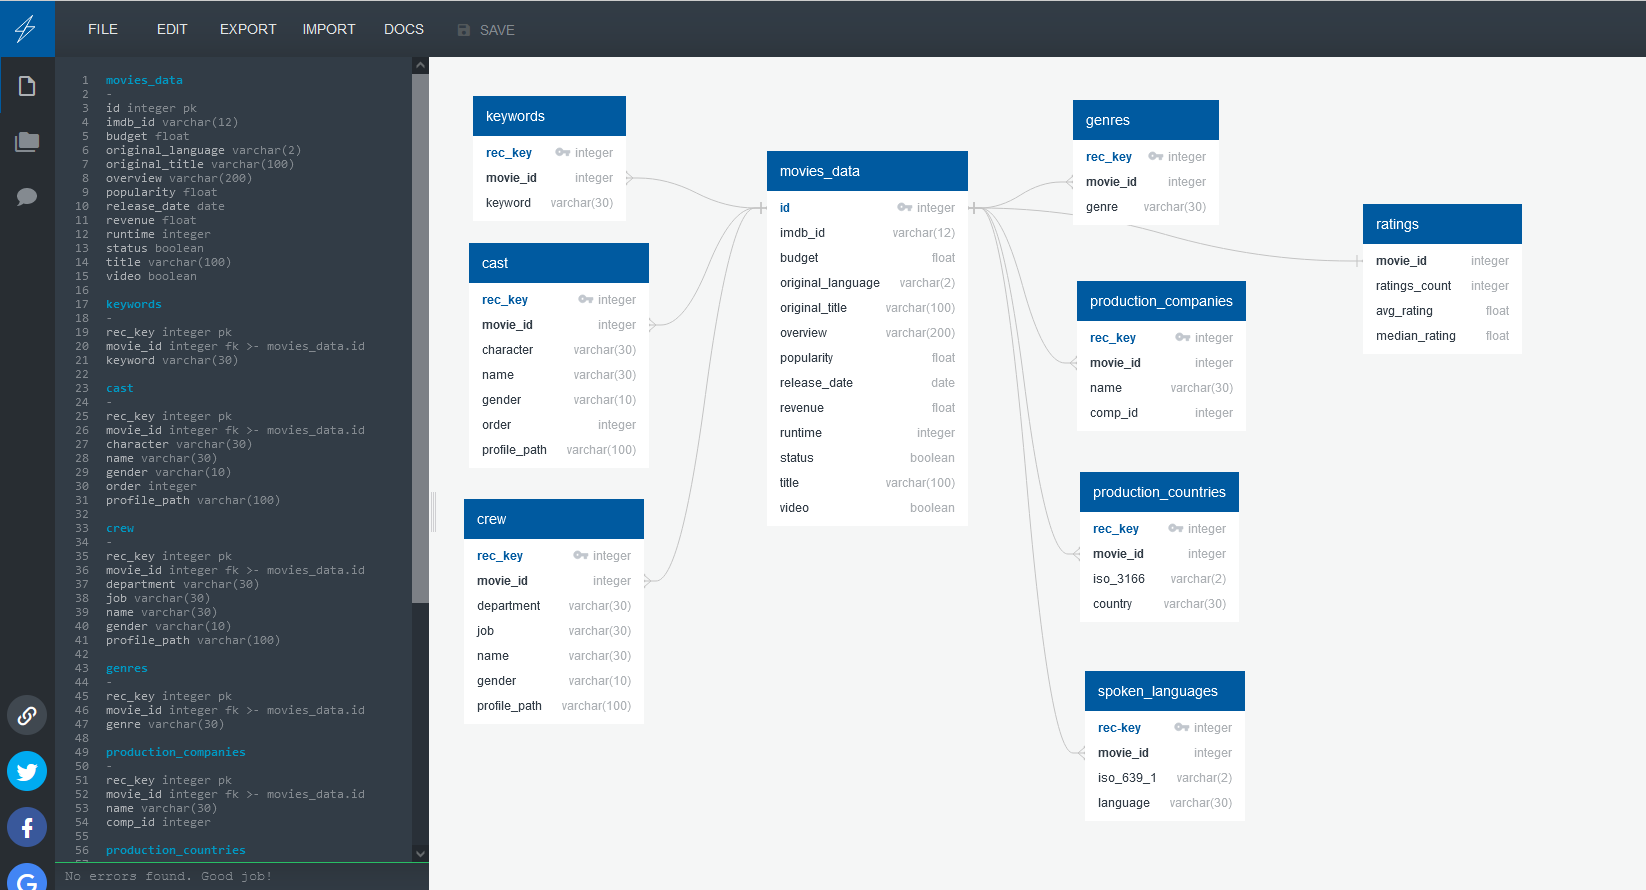 FILE EDIT EXPORT IMPORT DOCS SAVE
1 movies_data
2 -
3 id integer pk
4 imdb_id varchar(12)
5 budget float
6 original_language varchar(2)
7 original_title varchar(100)
8 overview varchar(200)
9 popularity float
10 release_date date
11 revenue float
12 runtime integer
13 status boolean
14 title varchar(100)
15 video boolean
16
17 keywords
18 -
19 rec_key integer pk
20 movie_id integer fk >- movies_data.id
21 keyword varchar(30)
22
23 cast
24 -
25 rec_key integer pk
26 movie_id integer fk >- movies_data.id
27 character varchar(30)
28 name varchar(30)
29 gender varchar(10)
30 order integer
31 profile_path varchar(100)
32
33 crew
34 -
35 rec_key integer pk
36 movie_id integer fk >- movies_data.id
37 department varchar(30)
38 job varchar(30)
39 name varchar(30)
40 gender varchar(10)
41 profile_path varchar(100)
42
43 genres
44 -
45 rec_key integer pk
46 movie_id integer fk >- movies_data.id
47 genre varchar(30)
48
49 production_companies
50 -
51 rec_key integer pk
52 movie_id integer fk >- movies_data.id
53 name varchar(30)
54 comp_id integer
55
56 production_countries
No errors found. Good job!
keywords
rec_key integer
movie_id integer
keyword varchar(30)
cast
rec_key integer
movie_id integer
character varchar(30)
name varchar(30)
gender varchar(10)
order integer
profile_path varchar(100)
crew
rec_key integer
movie_id integer
department varchar(30)
job varchar(30)
name varchar(30)
gender varchar(10)
profile_path varchar(100)
movies_data
id integer
imdb_id varchar(12)
budget float
original_language varchar(2)
original_title varchar(100)
overview varchar(200)
popularity float
release_date date
revenue float
runtime integer
status boolean
title varchar(100)
video boolean
genres
rec_key integer
movie_id integer
genre varchar(30)
production_companies
rec_key integer
movie_id integer
name varchar(30)
comp_id integer
production_countries
rec_key integer
movie_id integer
iso_3166 varchar(2)
country varchar(30)
spoken_languages
rec-key integer
movie_id integer
iso_639_1 varchar(2)
language varchar(30)
ratings
movie_id integer
ratings_count integer
avg_rating float
median_rating float